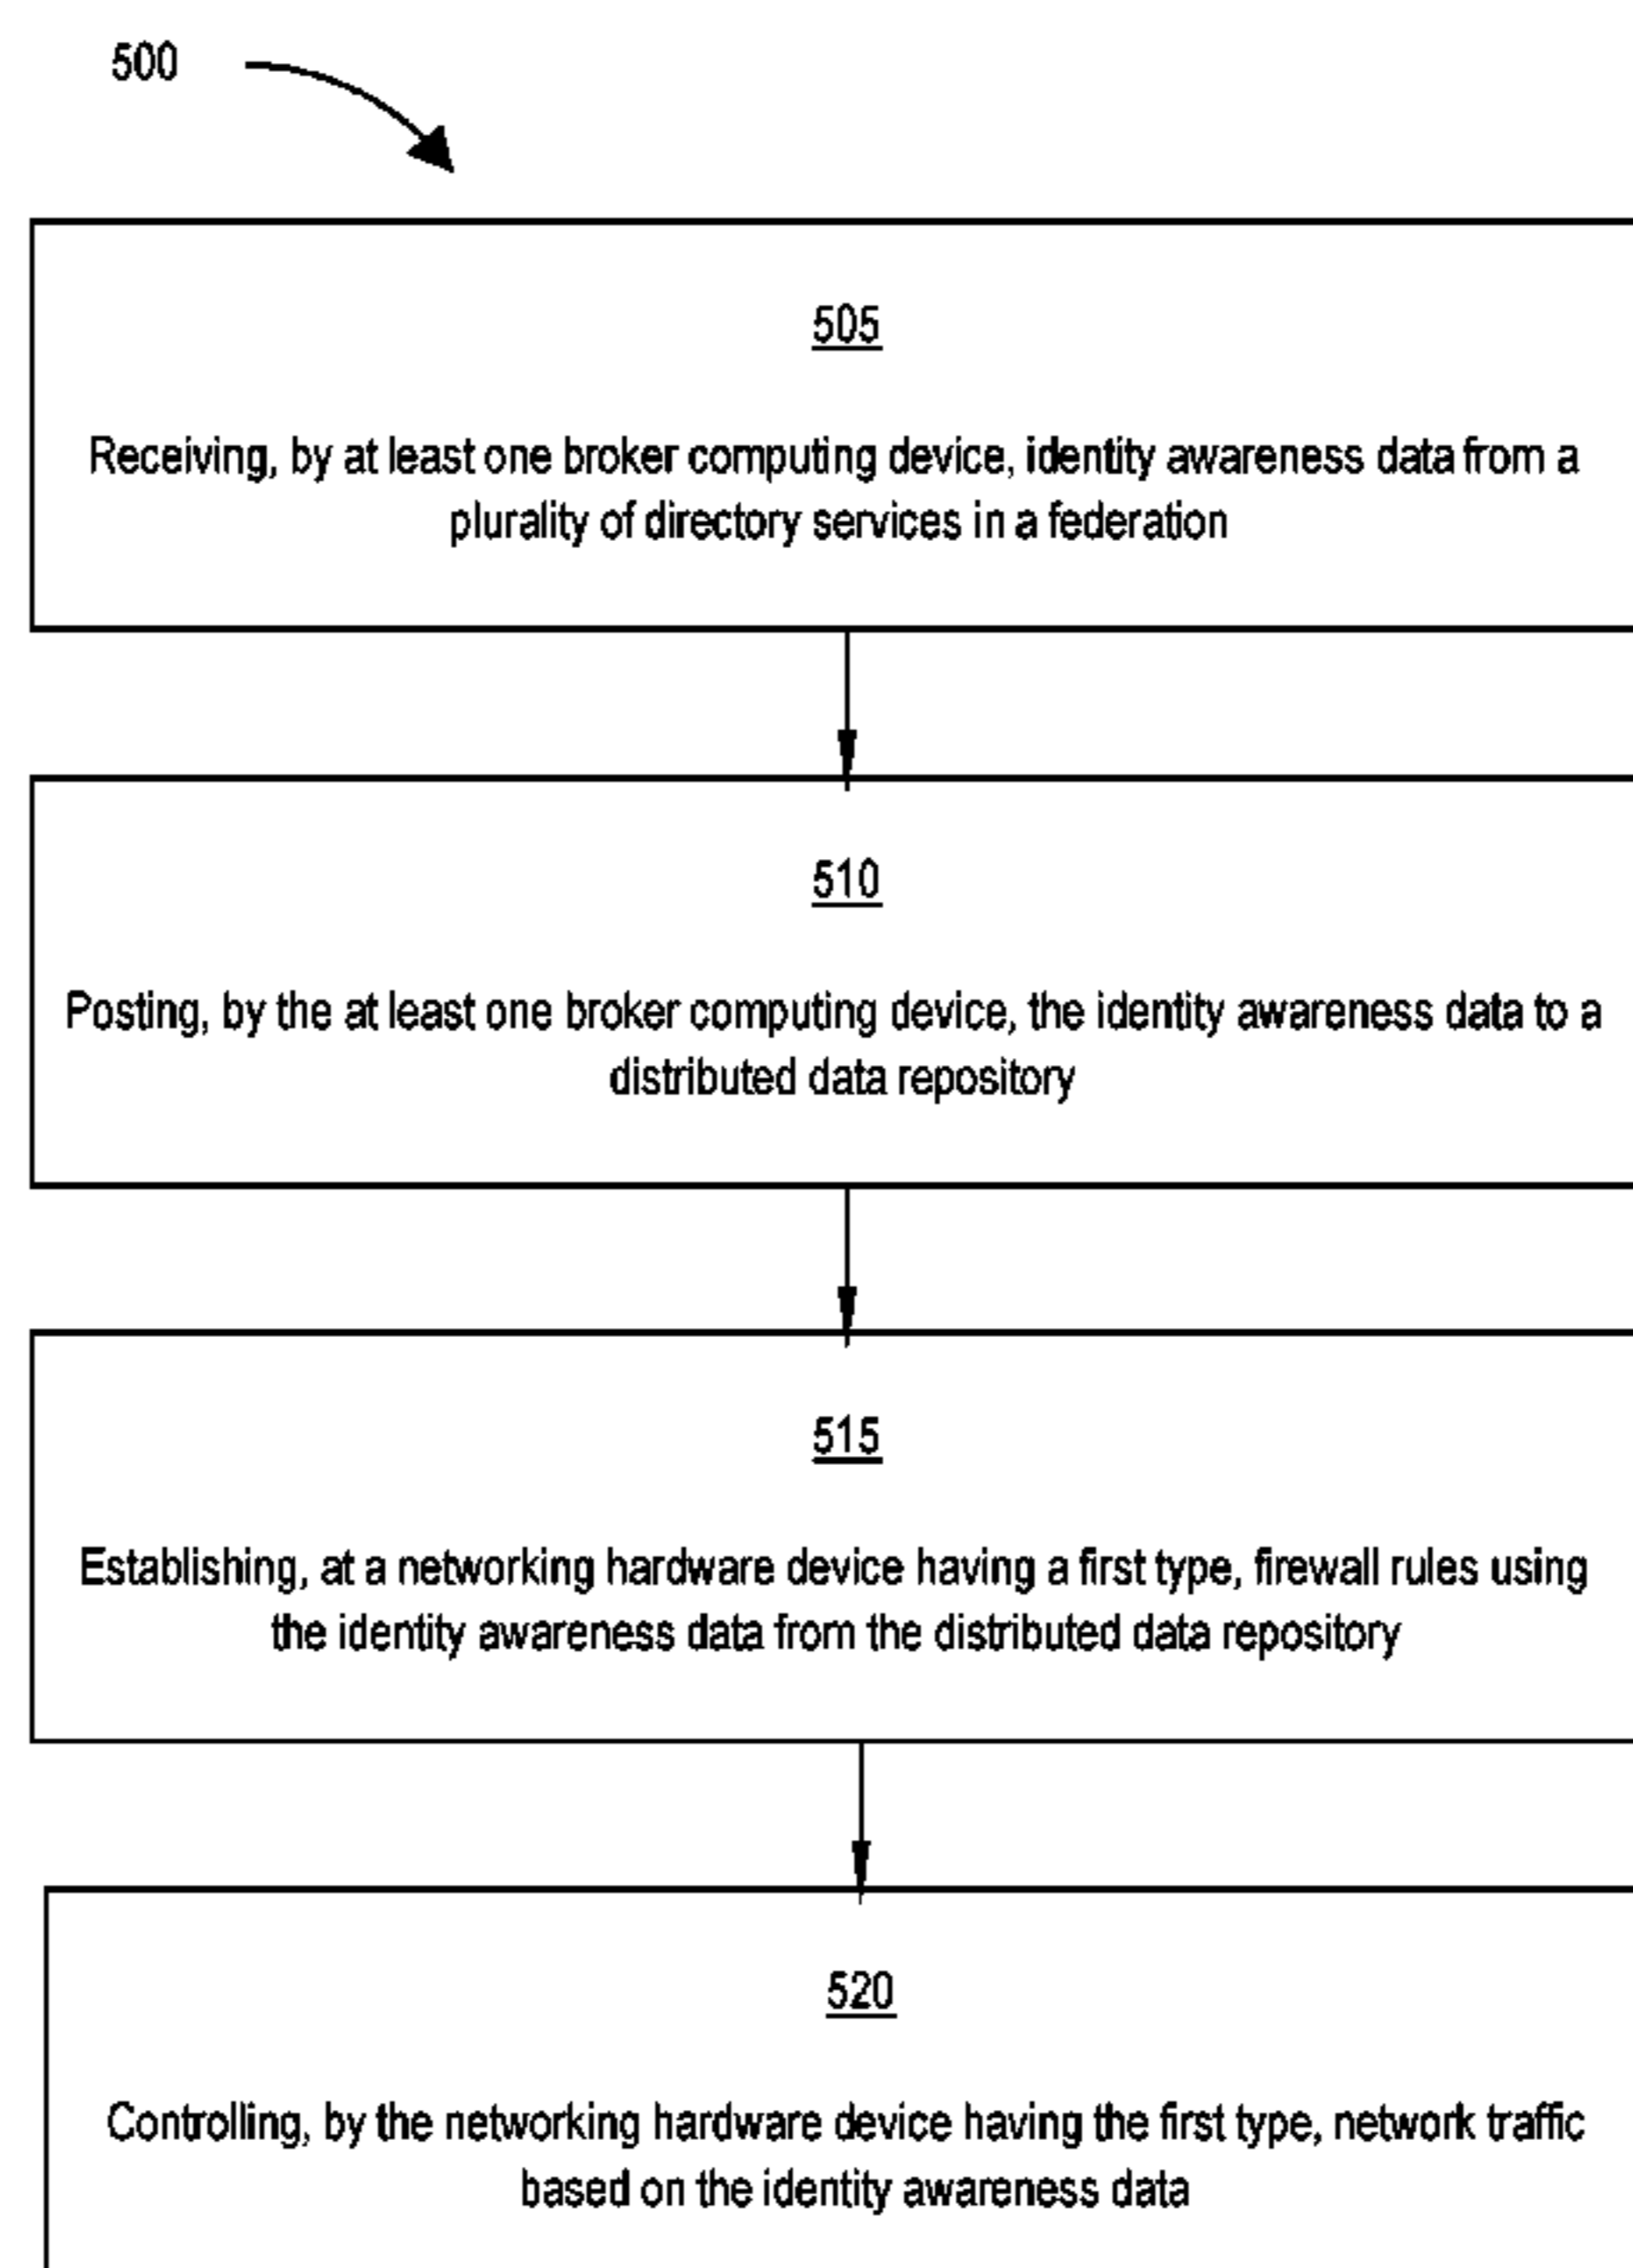 500
505
Receiving, by at least one broker computing device, identity awareness data from a
plurality of directory services in a federation
510
Posting, by the at least one broker computing device, the identity awareness data to a
distributed data repository
515
Establishing, at a networking hardware device having a first type, firewall rules using
the identity awareness data from the distributed data repository
520
Controlling, by the networking hardware device having the first type, network traffic
based on the identity awareness data